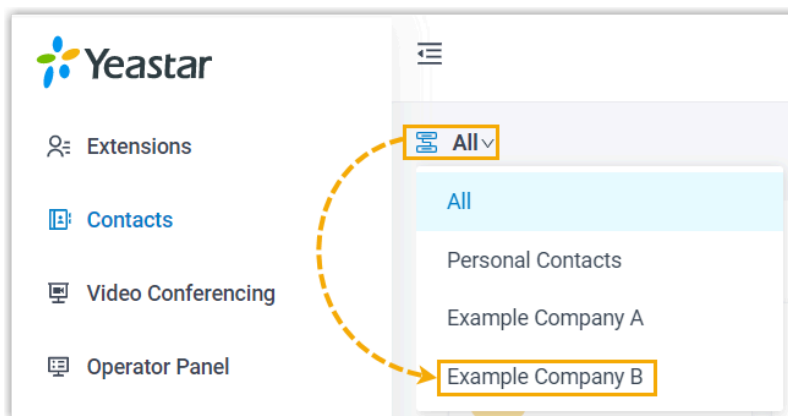 Yeastar
Extensions
Contacts
Video Conferencing
Operator Panel
All
All
Personal Contacts
Example Company A
Example Company B